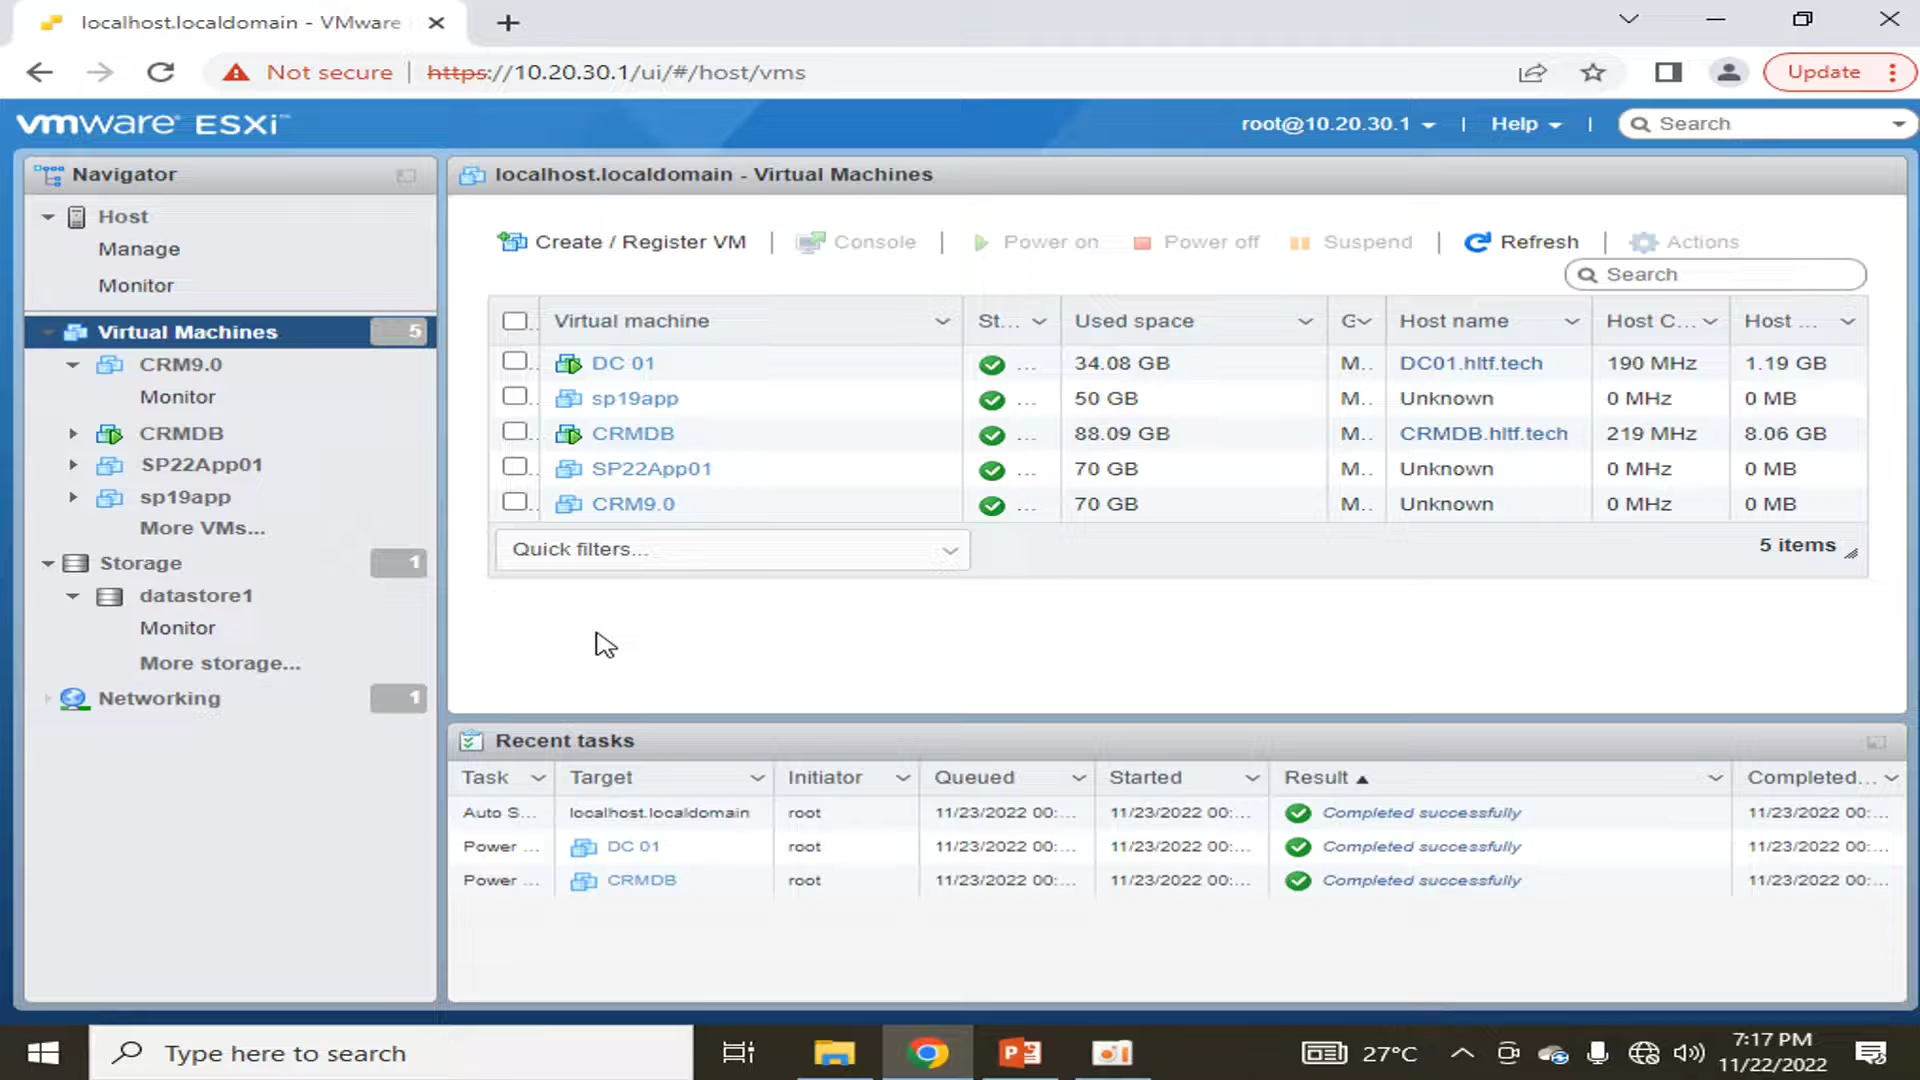 localhost.localdomain - VMware
Not secure | https://10.20.30.1/ui/#/host/vms
Update
vmware ESXi™
root@10.20.30.1 | Help | Search
Navigator
Host
Manage
Monitor
Virtual Machines 5
CRM9.0
Monitor
CRMDB
SP22App01
sp19app
More VMs...
Storage 1
datastore1
Monitor
More storage...
Networking 1
localhost.localdomain - Virtual Machines
Create / Register VM | Console | Power on Power off Suspend | Refresh | Actions
Search
Virtual machine St... Used space G Host name Host C... Host ...
DC 01 ... 34.08 GB M.. DC01.hltf.tech 190 MHz 1.19 GB
sp19app ... 50 GB M.. Unknown 0 MHz 0 MB
CRMDB ... 88.09 GB M.. CRMDB.hltf.tech 219 MHz 8.06 GB
SP22App01 ... 70 GB M.. Unknown 0 MHz 0 MB
CRM9.0 ... 70 GB M.. Unknown 0 MHz 0 MB
Quick filters... 5 items
Recent tasks
Task Target Initiator Queued Started Result Completed...
Auto S... localhost.localdomain root 11/23/2022 00:... 11/23/2022 00:... Completed successfully 11/23/2022 00:...
Power ... DC 01 root 11/23/2022 00:... 11/23/2022 00:... Completed successfully 11/23/2022 00:...
Power ... CRMDB root 11/23/2022 00:... 11/23/2022 00:... Completed successfully 11/23/2022 00:...
Type here to search
27°C
7:17 PM
11/22/2022